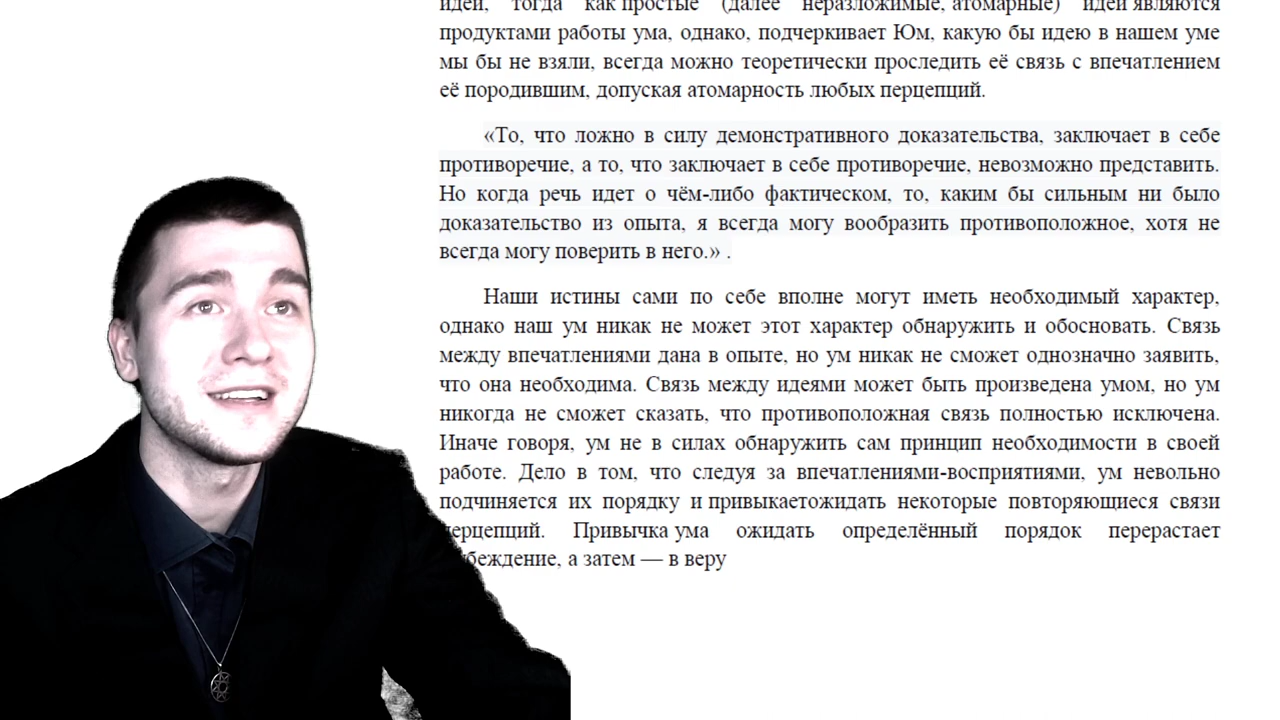 идей, тогда как простые (далее неразложимые, атомарные) идеи являются
продуктами работы ума, однако, подчеркивает Юм, какую бы идею в нашем уме
мы бы не взяли, всегда можно теоретически проследить её связь с впечатлением
её породившим, допуская атомарность любых перцепций.
«То, что ложно в силу демонстративного доказательства, заключает в себе
противоречие, а то, что заключает в себе противоречие, невозможно представить.
Но когда речь идет о чём-либо фактическом, то, каким бы сильным ни было
доказательство из опыта, я всегда могу вообразить противоположное, хотя не
всегда могу поверить в него.» .
Наши истины сами по себе вполне могут иметь необходимый характер,
однако наш ум никак не может этот характер обнаружить и обосновать. Связь
между впечатлениями дана в опыте, но ум никак не сможет однозначно заявить,
что она необходима. Связь между идеями может быть произведена умом, но ум
никогда не сможет сказать, что противоположная связь полностью исключена.
Иначе говоря, ум не в силах обнаружить сам принцип необходимости в своей
работе. Дело в том, что следуя за впечатлениями-восприятиями, ум невольно
подчиняется их порядку и привыкаетожидать некоторые повторяющиеся связи
перцепций. Привычка ума ожидать определённый порядок перерастает
беждение, а затем — в веру